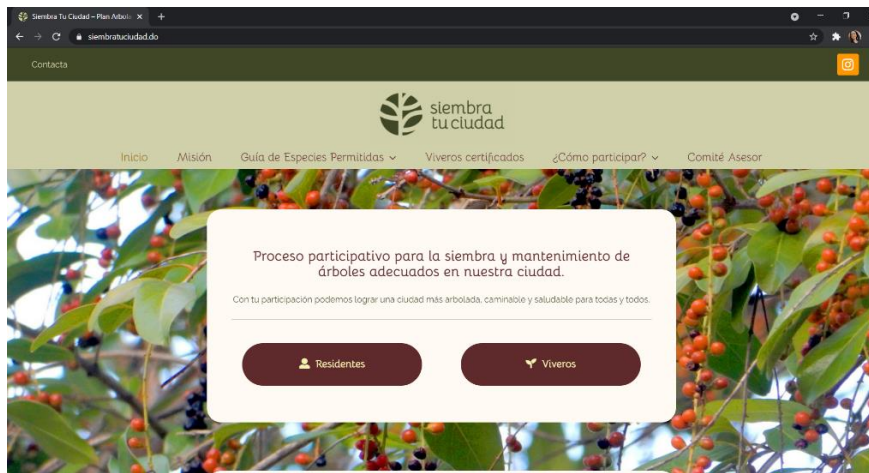 Siembra Tu Ciudad – Plan Arbola
siembratuciudad.do
Contacta
siembra
tu ciudad
Inicio Misión Guía de Especies Permitidas Viveros certificados ¿Cómo participar? Comité Asesor
Proceso participativo para la siembra y mantenimiento de
árboles adecuados en nuestra ciudad.
Con tu participación podemos lograr una ciudad más arbolada, caminable y saludable para todas y todos.
Residentes Viveros